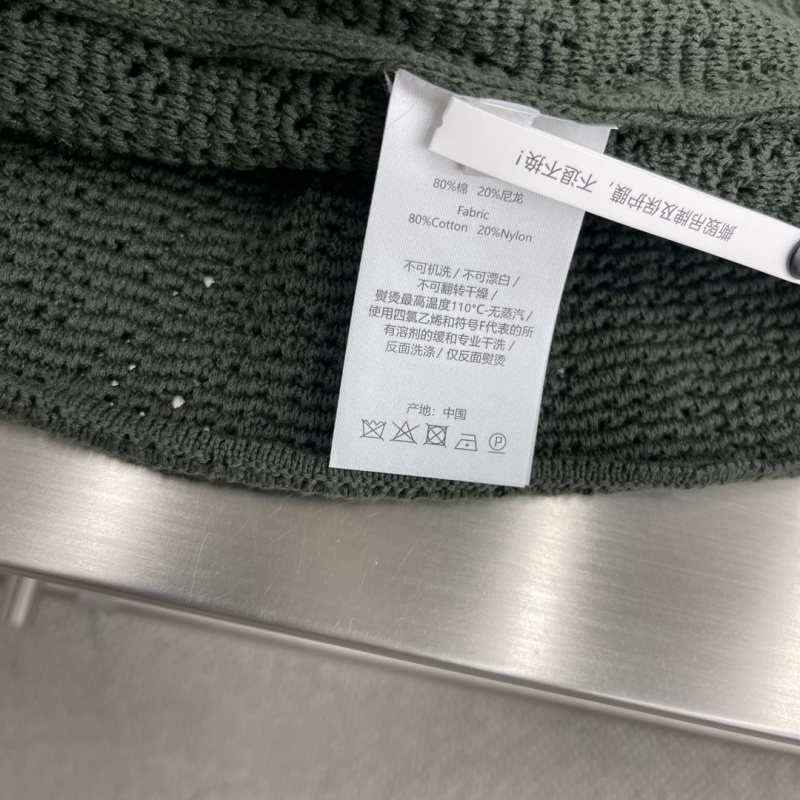 撕毁吊牌及保护膜，不退不换！
80%棉 20%尼龙
Fabric
80%Cotton 20%Nylon
不可机洗 / 不可漂白 /
不可翻转干燥 /
熨烫最高温度110°C-无蒸汽 /
使用四氯乙烯和符号F代表的所
有溶剂的缓和专业干洗 /
反面洗涤 / 仅反面熨烫
产地：中国
P